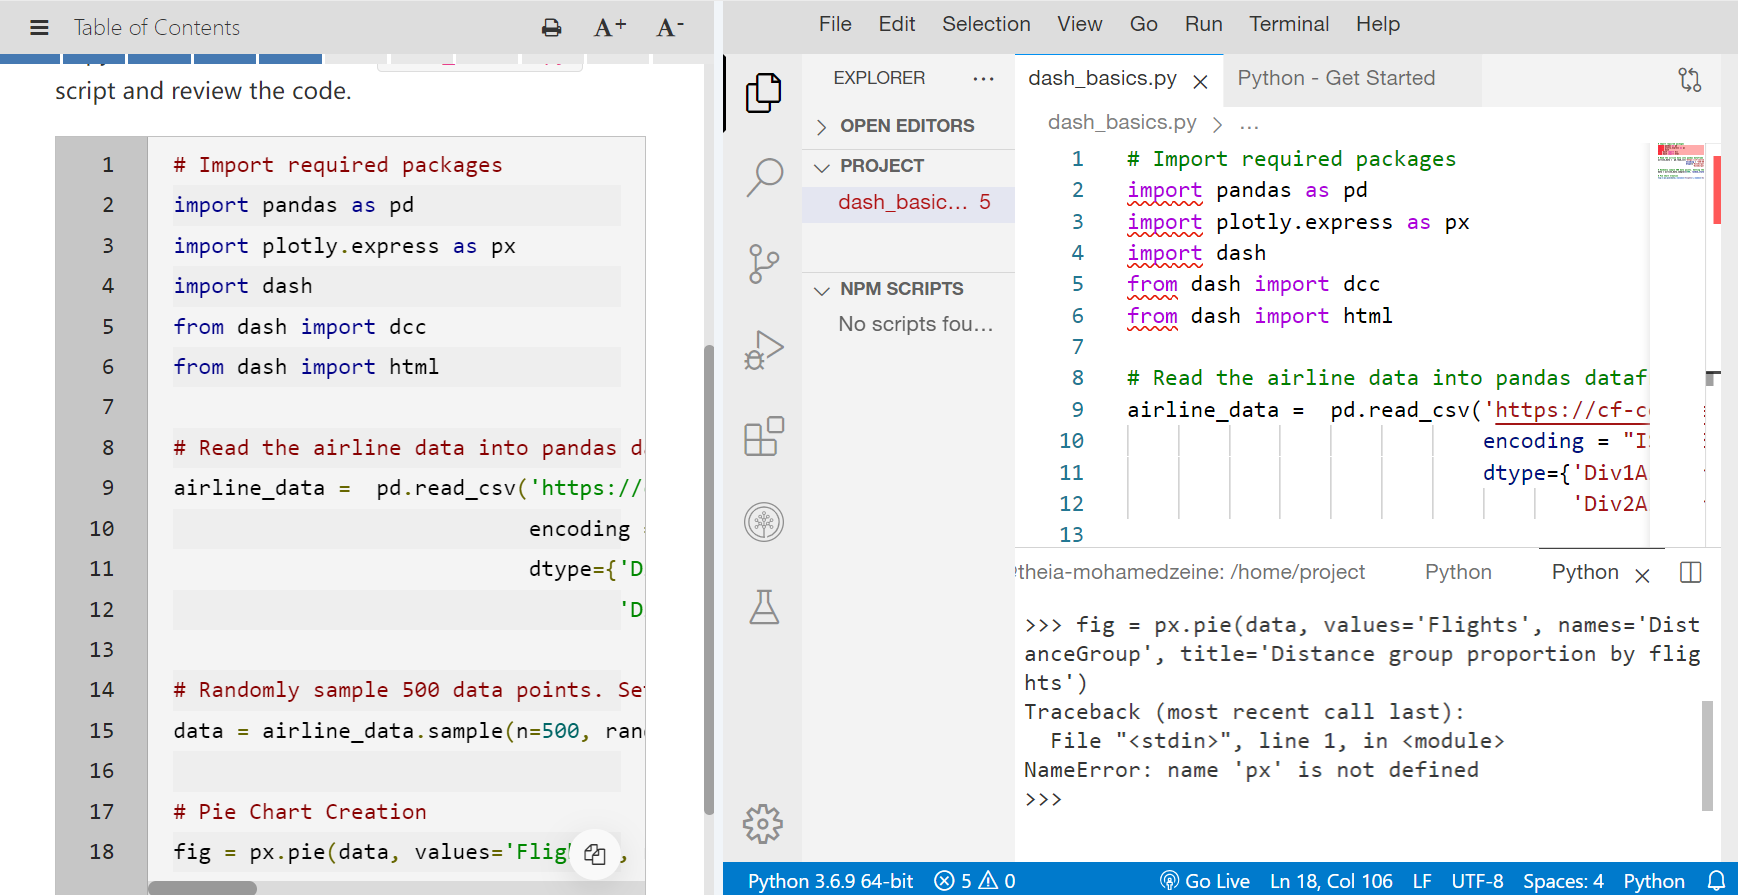 Table of Contents
A+ A-
script and review the code.
1 # Import required packages
2 import pandas as pd
3 import plotly.express as px
4 import dash
5 from dash import dcc
6 from dash import html
7
8 # Read the airline data into pandas d
9 airline_data = pd.read_csv('https://
10 encoding
11 dtype={'D
12 'D
13
14 # Randomly sample 500 data points. Se
15 data = airline_data.sample(n=500, ran
16
17 # Pie Chart Creation
18 fig = px.pie(data, values='Flig
File Edit Selection View Go Run Terminal Help
EXPLORER ...
OPEN EDITORS
PROJECT
dash_basic... 5
NPM SCRIPTS
No scripts fou...
dash_basics.py Python - Get Started
dash_basics.py > ...
1 # Import required packages
2 import pandas as pd
3 import plotly.express as px
4 import dash
5 from dash import dcc
6 from dash import html
7
8 # Read the airline data into pandas dataf
9 airline_data = pd.read_csv('https://cf-c
10 encoding = "I
11 dtype={'Div1A
12 'Div2A
13
theia-mohamedzeine: /home/project Python Python
>>> fig = px.pie(data, values='Flights', names='Dist
anceGroup', title='Distance group proportion by flig
hts')
Traceback (most recent call last):
File "<stdin>", line 1, in <module>
NameError: name 'px' is not defined
>>>
Python 3.6.9 64-bit 5 0 Go Live Ln 18, Col 106 LF UTF-8 Spaces: 4 Python